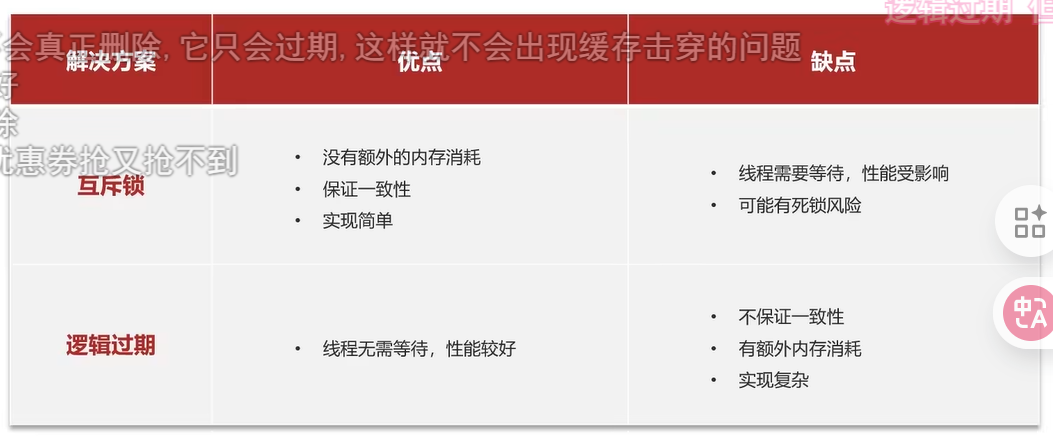 逻辑过期
会真正删除, 它只会过期, 这样就不会出现缓存击穿的问题
解决方案
优点
缺点
好
除
优惠券抢又抢不到
互斥锁
• 没有额外的内存消耗
• 保证一致性
• 实现简单
• 线程需要等待，性能受影响
• 可能有死锁风险
逻辑过期
• 线程无需等待，性能较好
• 不保证一致性
• 有额外内存消耗
• 实现复杂
中
A